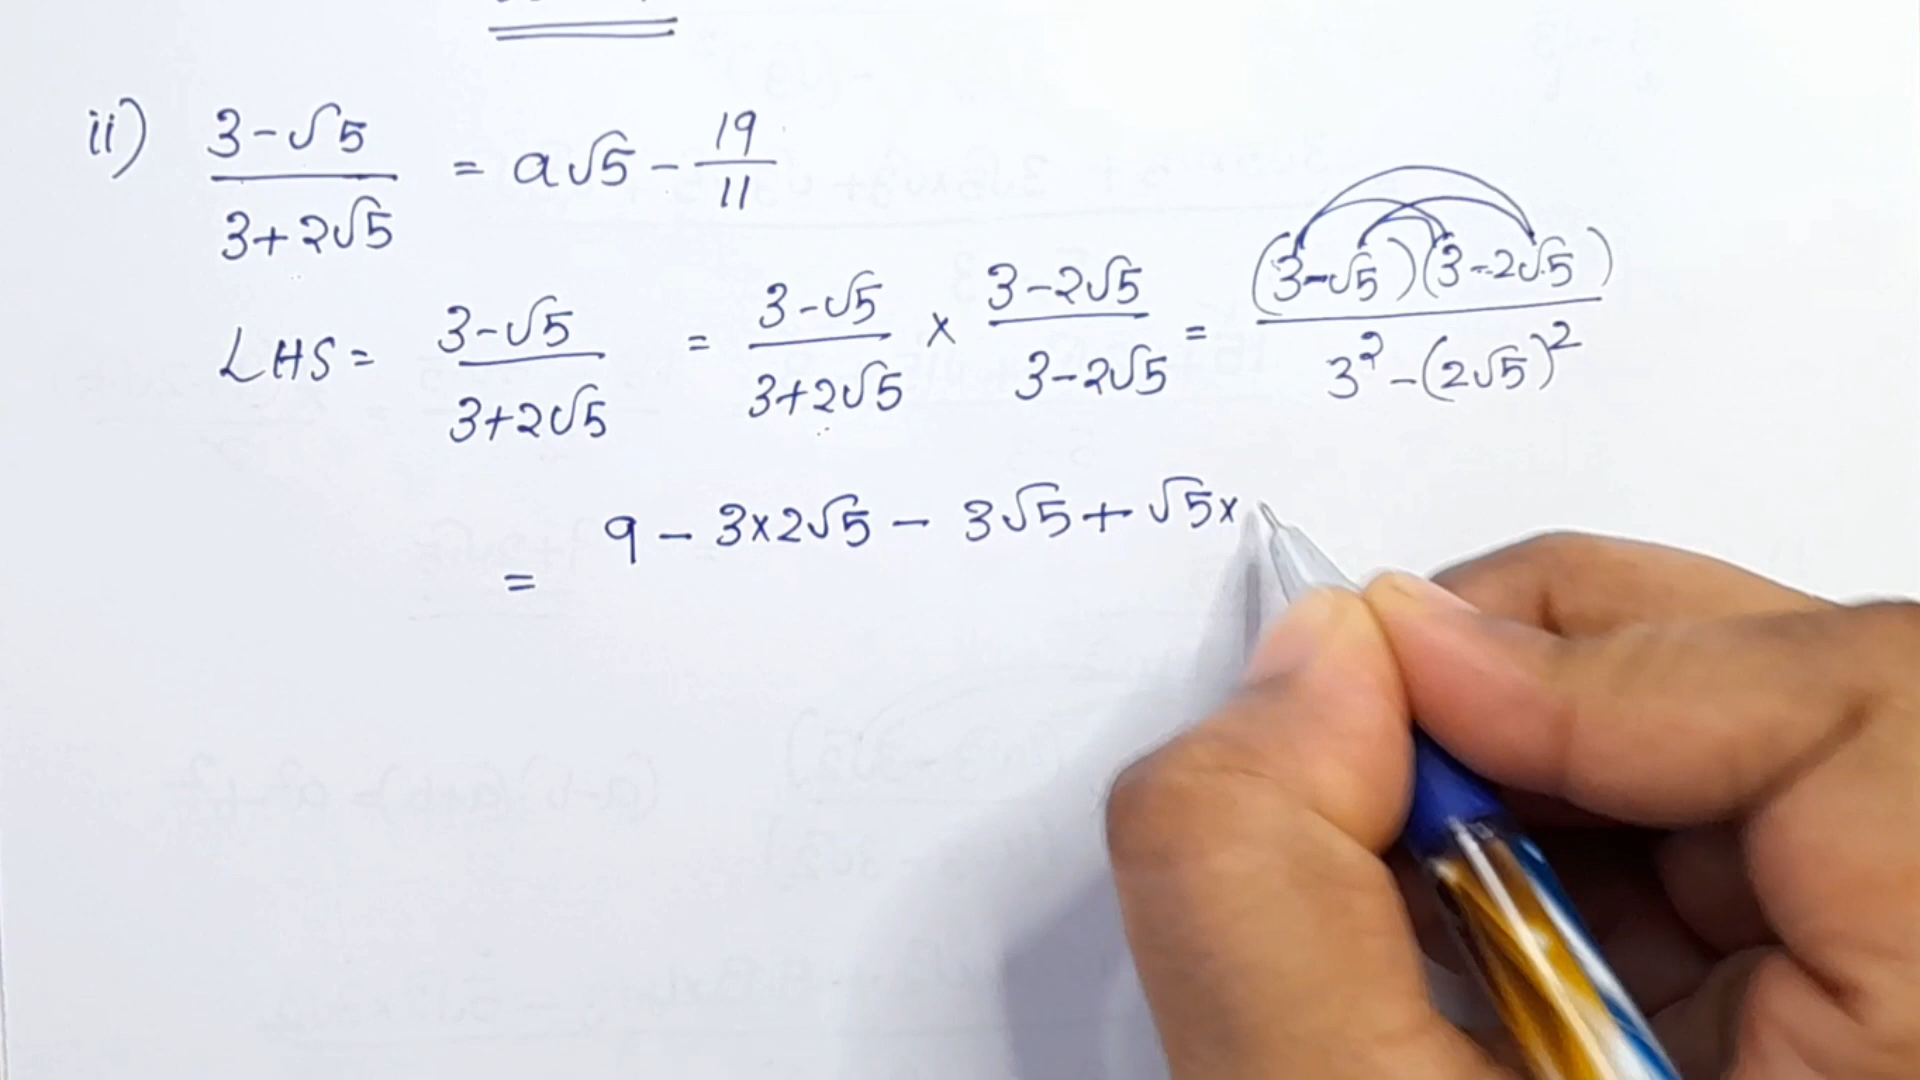 ii) (3-√5)/(3+2√5) = a√5 - 19/11
LHS = (3-√5)/(3+2√5) = (3-√5)/(3+2√5) × (3-2√5)/(3-2√5) = ((3-√5)(3-2√5))/(3²-(2√5)²)
= 9 - 3×2√5 - 3√5 + √5×